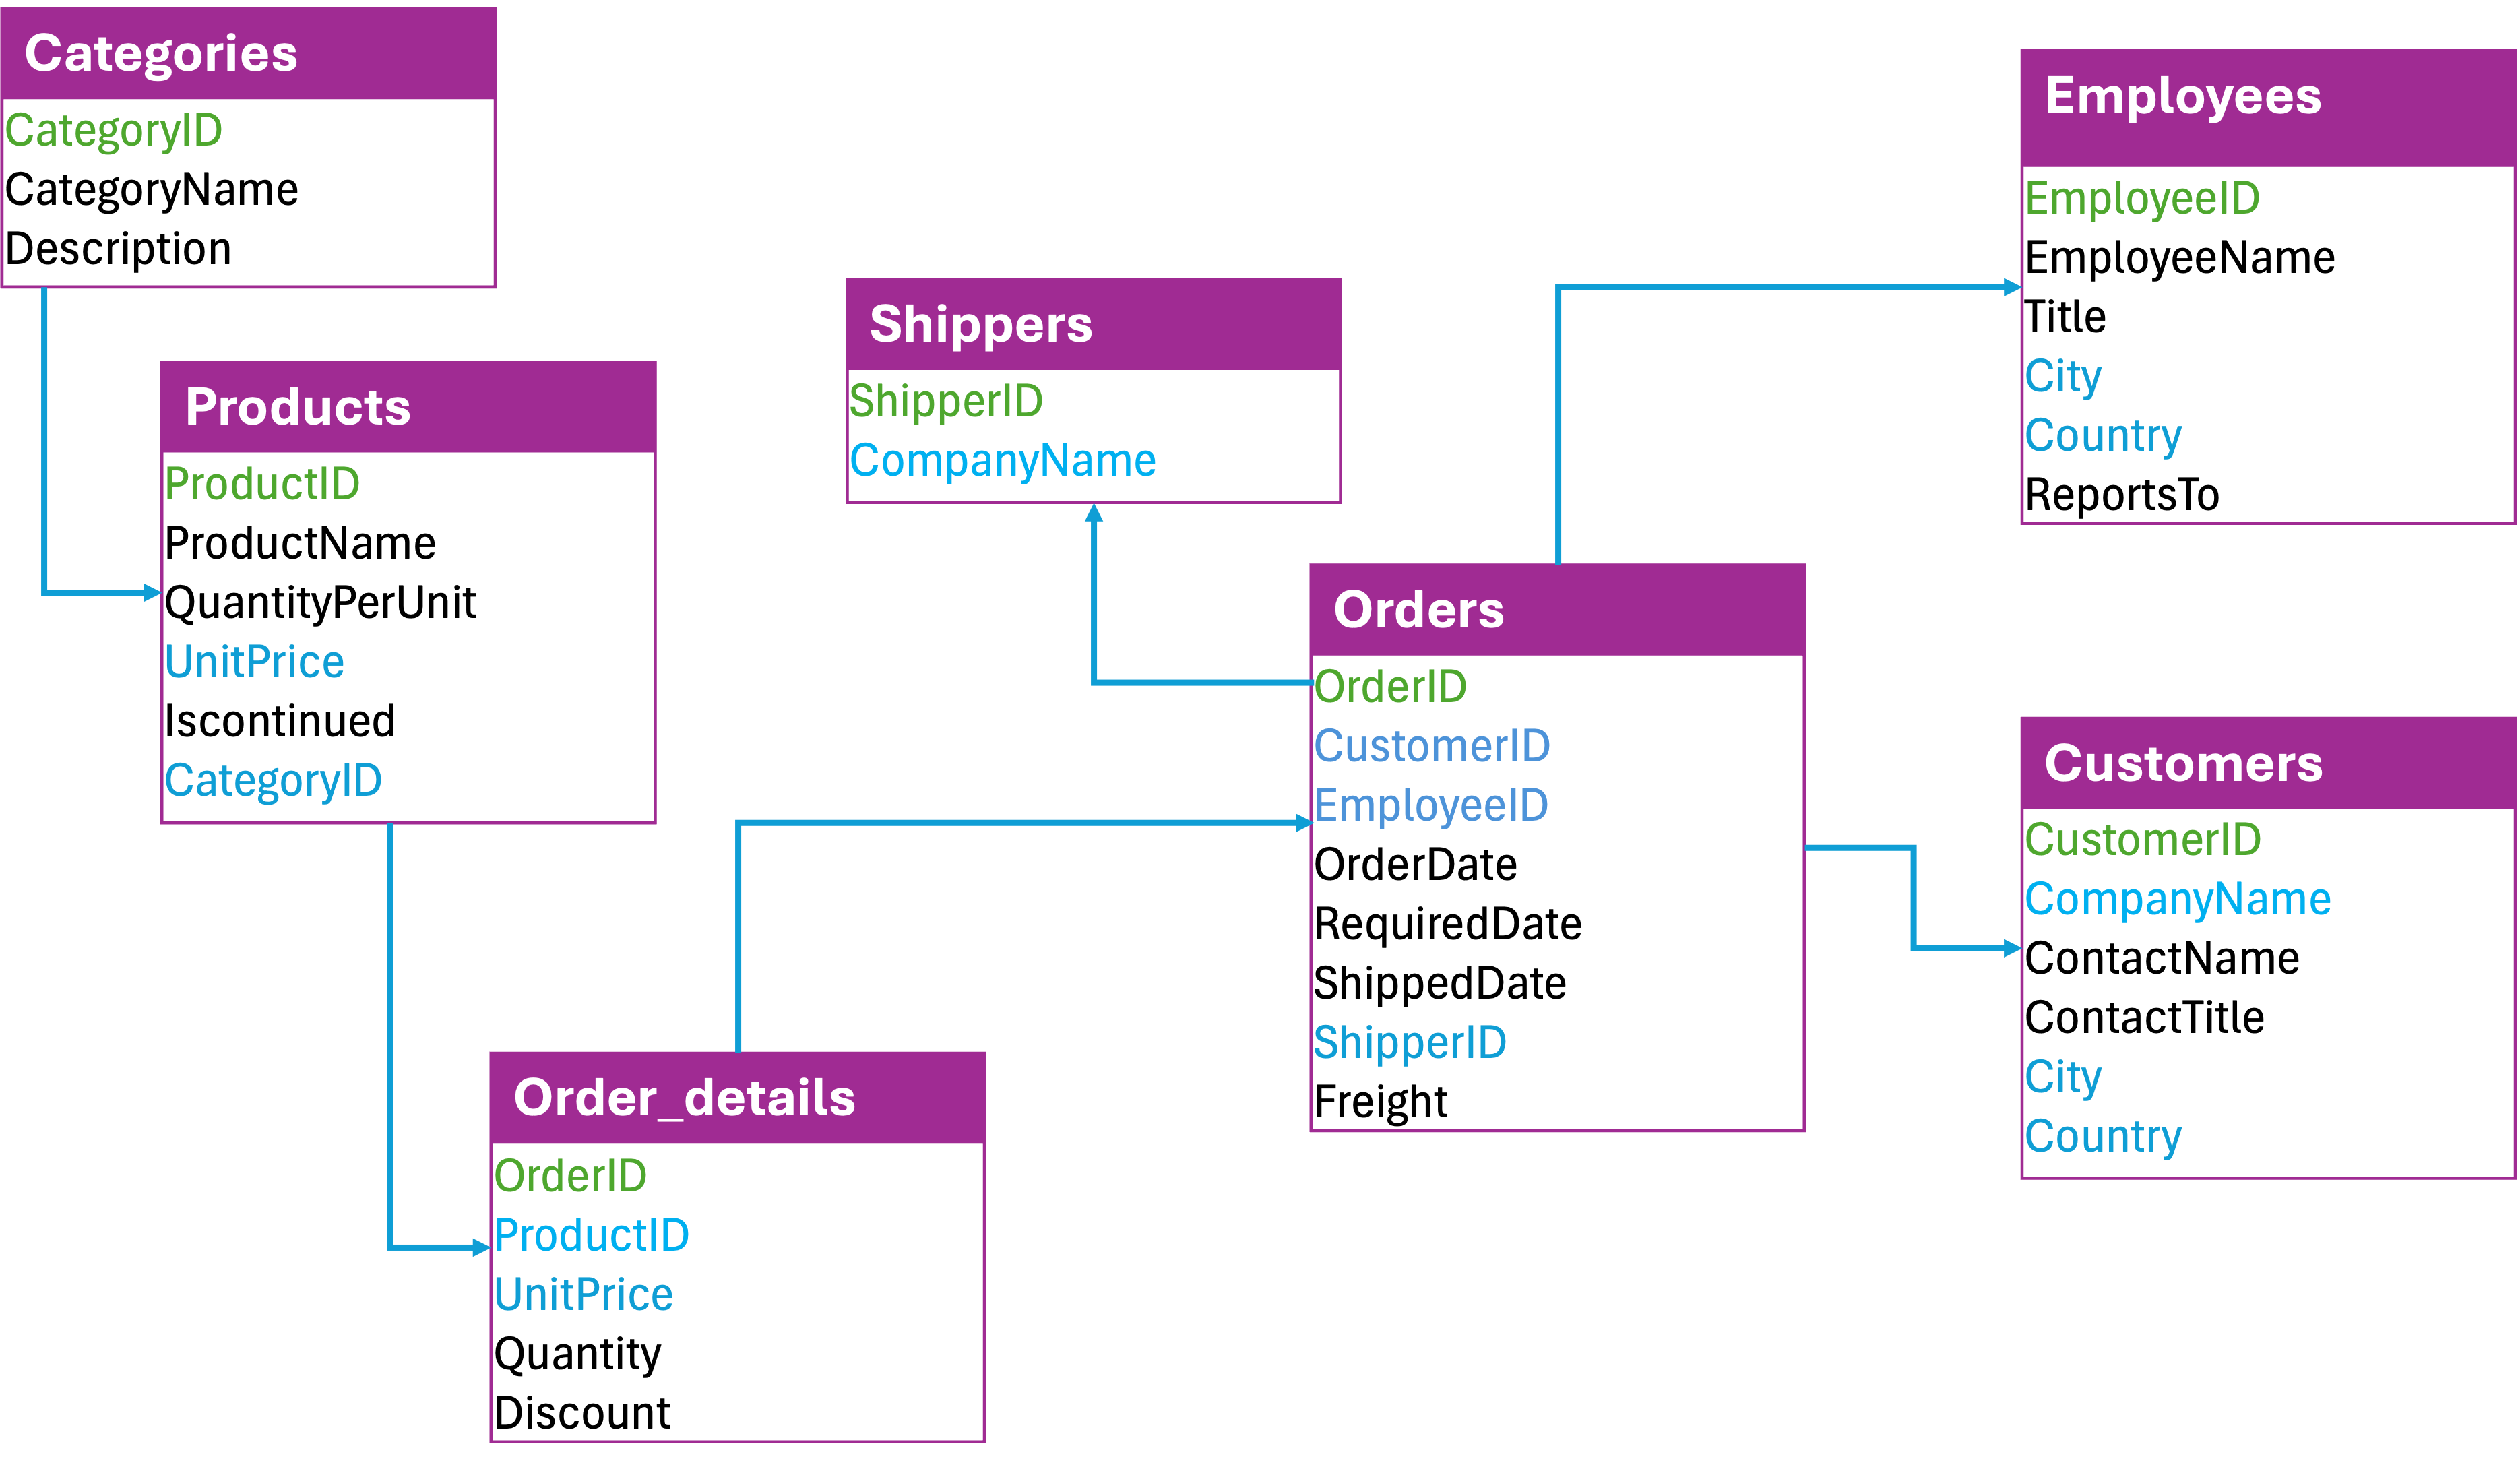 Categories
CategoryID
CategoryName
Description
Products
ProductID
ProductName
QuantityPerUnit
UnitPrice
Iscontinued
CategoryID
Order_details
OrderID
ProductID
UnitPrice
Quantity
Discount
Shippers
ShipperID
CompanyName
Orders
OrderID
CustomerID
EmployeeID
OrderDate
RequiredDate
ShippedDate
ShipperID
Freight
Employees
EmployeeID
EmployeeName
Title
City
Country
ReportsTo
Customers
CustomerID
CompanyName
ContactName
ContactTitle
City
Country